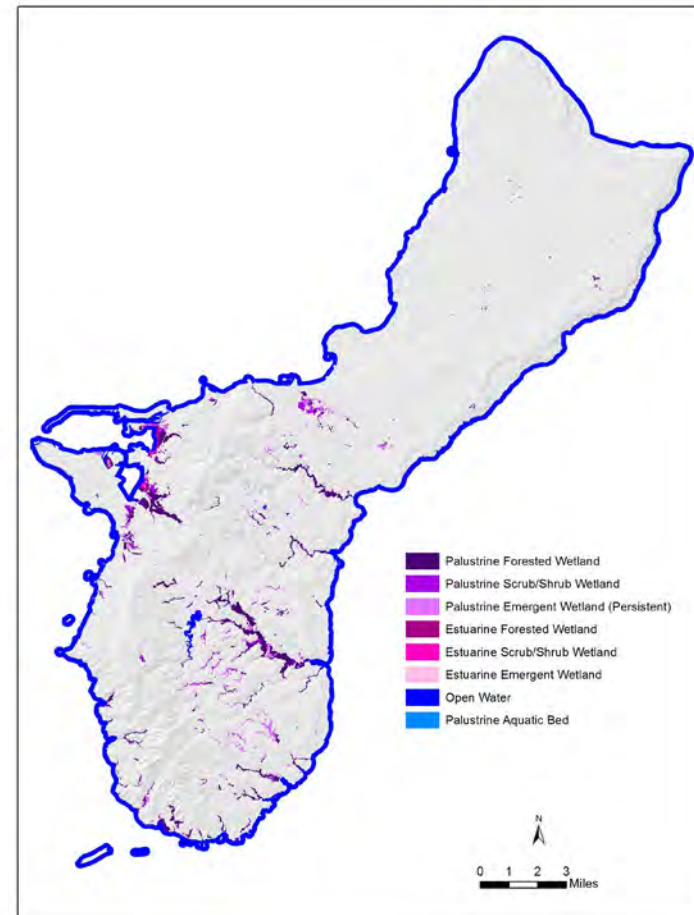 Palustrine Forested Wetland
Palustrine Scrub/Shrub Wetland
Palustrine Emergent Wetland (Persistent)
Estuarine Forested Wetland
Estuarine Scrub/Shrub Wetland
Estuarine Emergent Wetland
Open Water
Palustrine Aquatic Bed
N
0 1 2 3
Miles